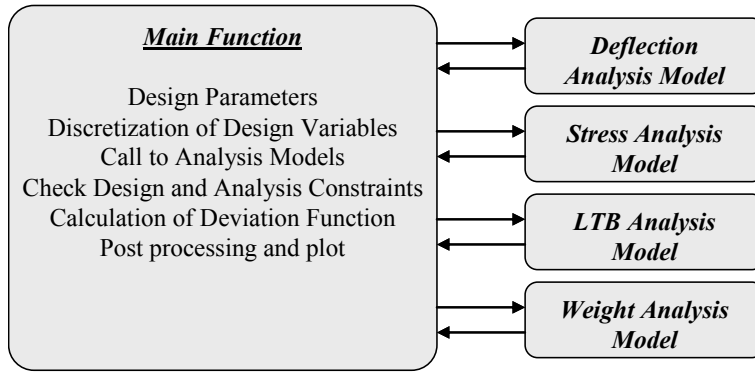 Main Function
Design Parameters
Discretization of Design Variables
Call to Analysis Models
Check Design and Analysis Constraints
Calculation of Deviation Function
Post processing and plot
Deflection
Analysis Model
Stress Analysis
Model
LTB Analysis
Model
Weight Analysis
Model